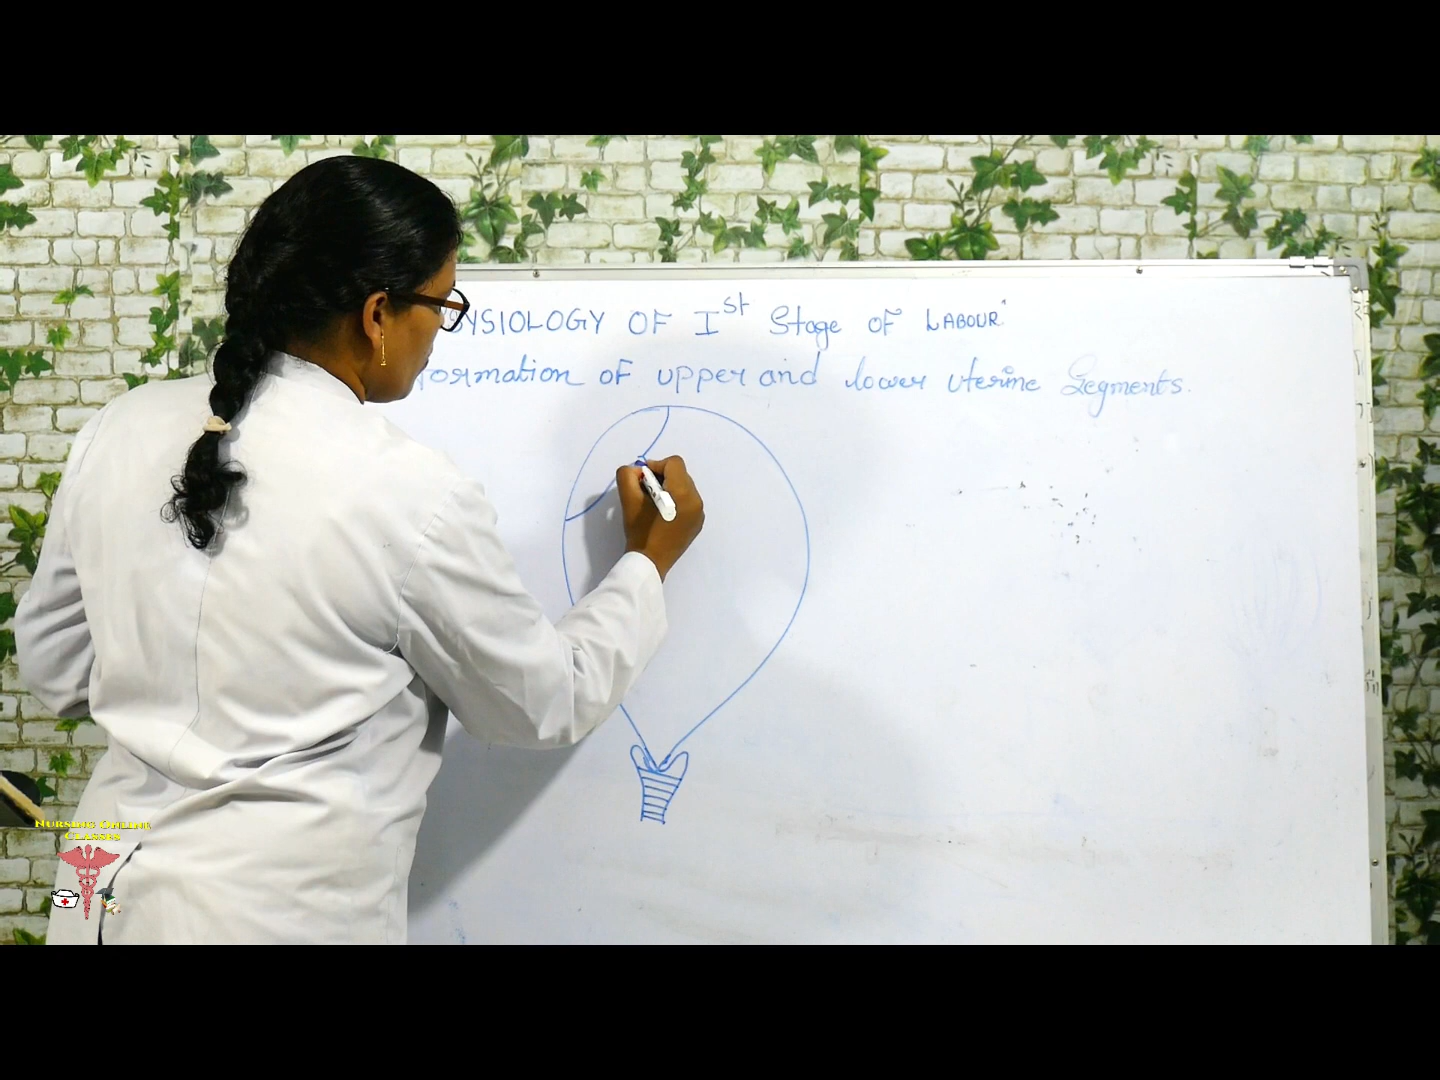 YSIOLOGY OF Ist Stage OF LABOUR
formation OF upper and lower uterine Segments.
NURSING ONLINE
CLASSES